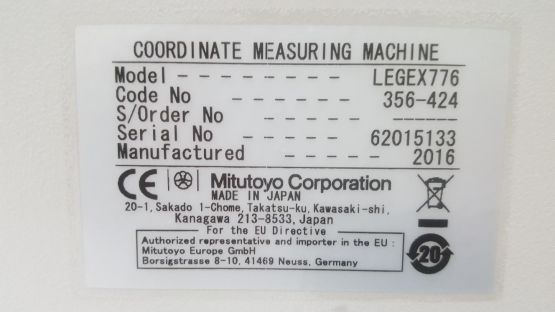 COORDINATE MEASURING MACHINE
Model - - - - - - - - LEGEX776
Code No - - - - - - 356-424
S/Order No - - - - - ------
Serial No - - - - - - 62015133
Manufactured - - - - - 2016
CE Mitutoyo Corporation
MADE IN JAPAN
20-1, Sakado 1-Chome, Takatsu-ku, Kawasaki-shi,
Kanagawa 213-8533, Japan
For the EU Directive
Authorized representative and importer in the EU :
Mitutoyo Europe GmbH
Borsigstrasse 8-10, 41469 Neuss, Germany
20